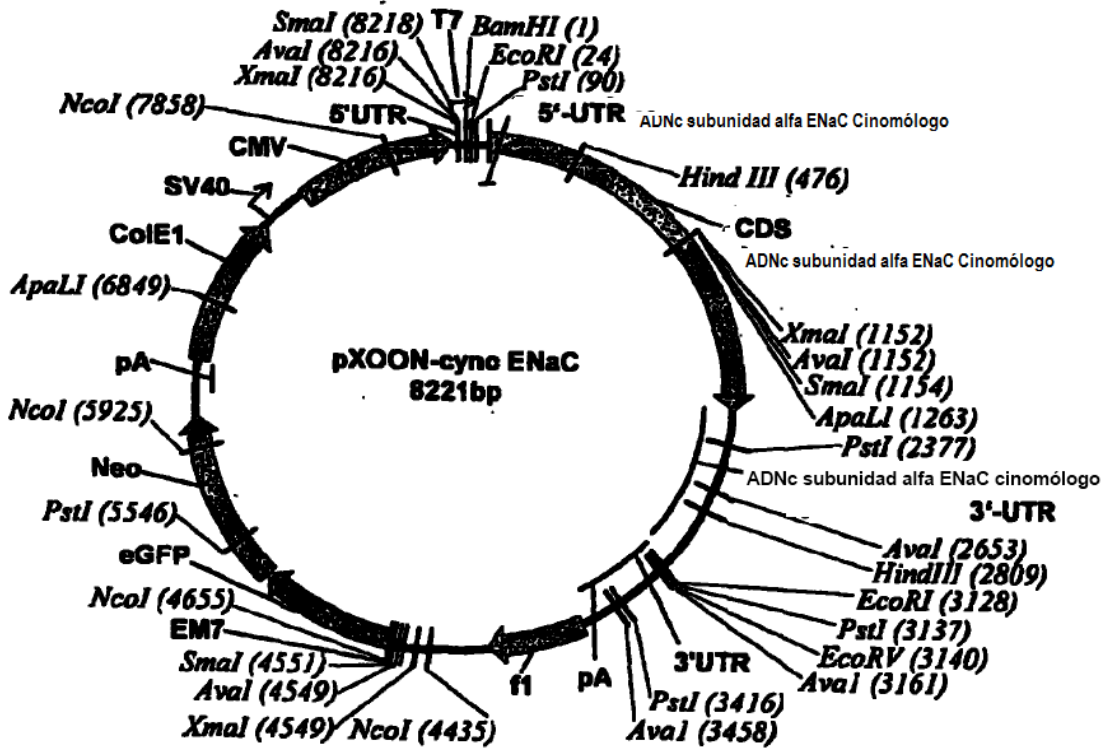 SmaI (8218)
T7
BamHI (1)
AvaI (8216)
EcoRI (24)
XmaI (8216)
PstI (90)
NcoI (7858)
5'UTR
5'-UTR
ADNc subunidad alfa ENaC Cinomólogo
CMV
Hind III (476)
SV40
CDS
ColE1
ADNc subunidad alfa ENaC Cinomólogo
ApaLI (6849)
XmaI (1152)
AvaI (1152)
SmaI (1154)
ApaLI (1263)
pXOON-cync ENaC
8221bp
pA
NcoI (5925)
PstI (2377)
Neo
ADNc subunidad alfa ENaC cinomólogo
3'-UTR
PstI (5546)
AvaI (2653)
eGFP
HindIII (2809)
NcoI (4655)
EcoRI (3128)
EM7
PstI (3137)
SmaI (4551)
EcoRV (3140)
AvaI (4549)
Ava1 (3161)
XmaI (4549)
NcoI (4435)
f1
pA
3'UTR
PstI (3416)
Ava1 (3458)